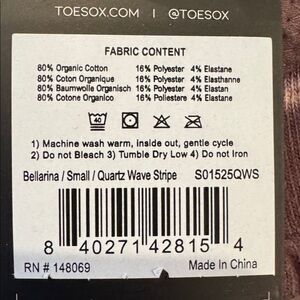 TOESOX.COM | @TOESOX
FABRIC CONTENT
80% Organic Cotton 16% Polyester 4% Elastane
80% Coton Organique 16% Polyester 4% Elasthanne
80% Baumwolle Organisch 16% Polyester 4% Elastan
80% Cotone Organico 16% Poliestere 4% Elastane
40
1) Machine wash warm, inside out, gentle cycle
2) Do not Bleach 3) Tumble Dry Low 4) Do not Iron
Bellarina / Small / Quartz Wave Stripe S01525QWS
8 40271 42815 4
RN # 148069 Made In China